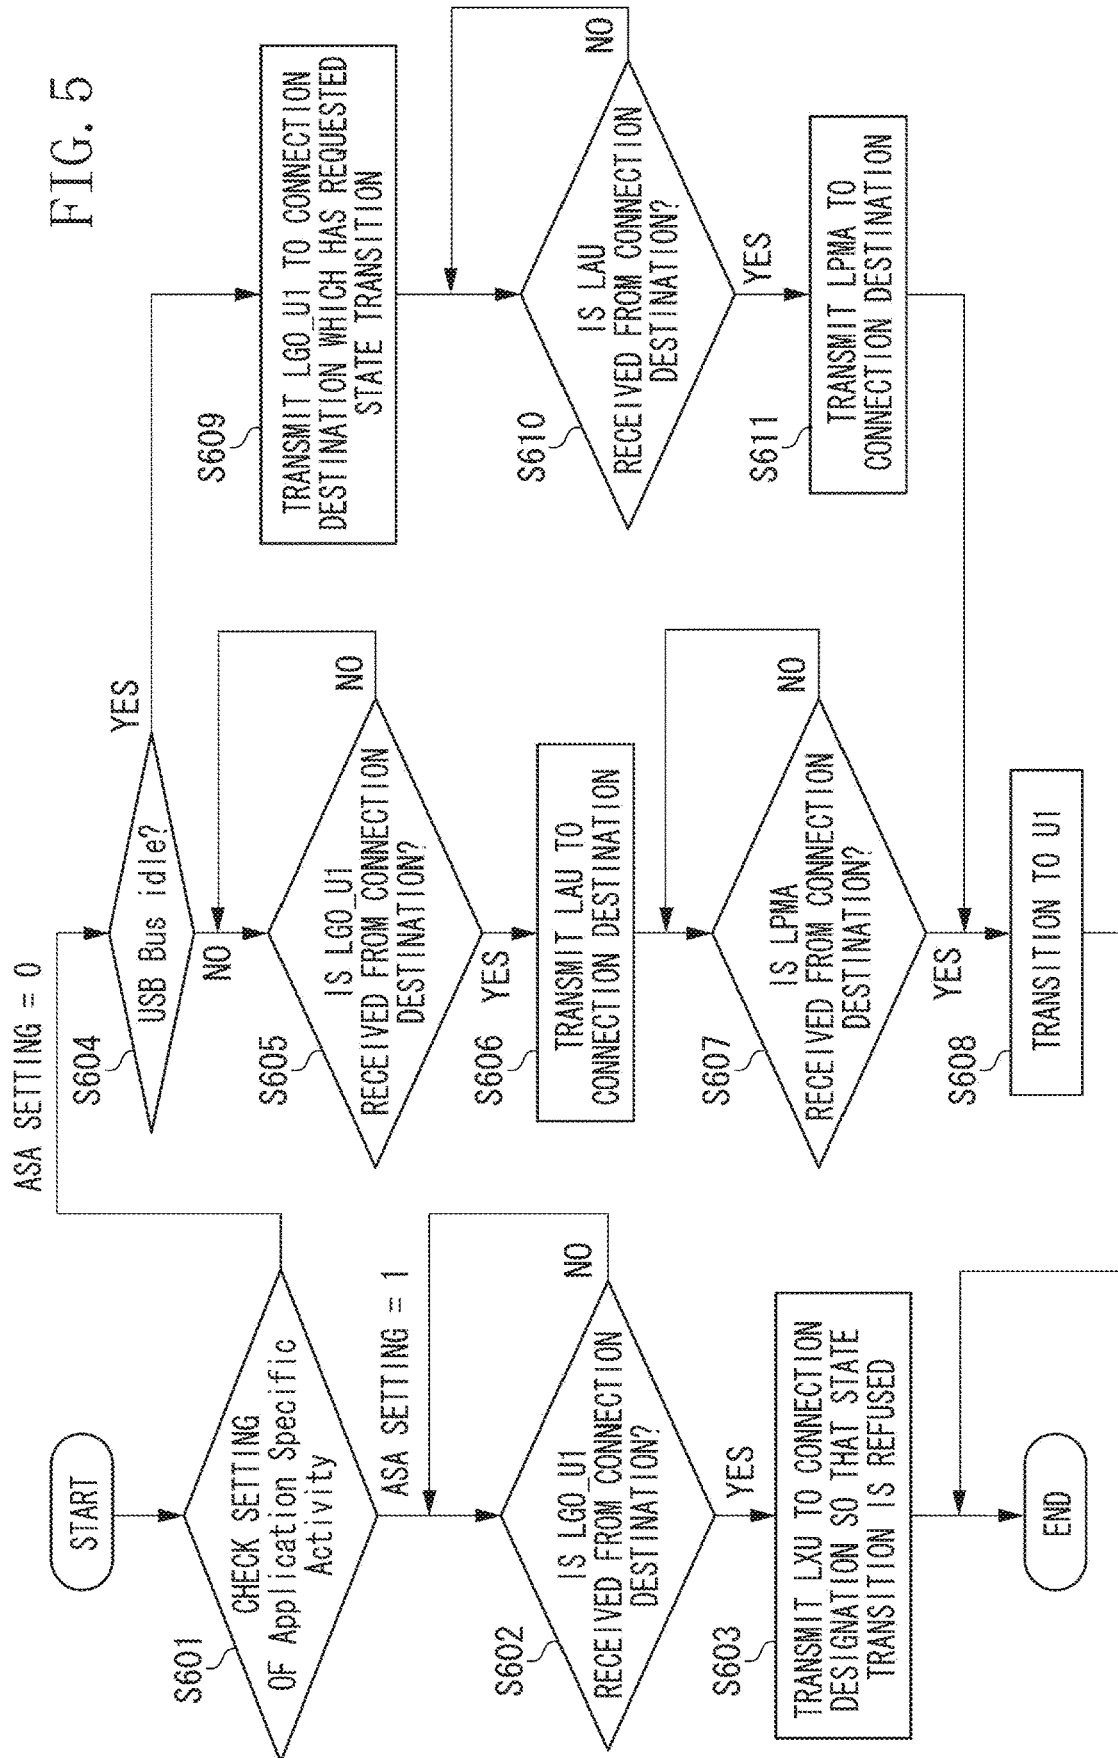 FIG. 5
START
S601
CHECK SETTING
OF Application Specific
Activity
ASA SETTING = 0
ASA SETTING = 1
S602
IS LGO_U1
RECEIVED FROM CONNECTION
DESTINATION?
NO
YES
S603
TRANSMIT LXU TO CONNECTION
DESIGNATION SO THAT STATE
TRANSITION IS REFUSED
END
S604
USB Bus idle?
YES
NO
S605
IS LGO_U1
RECEIVED FROM CONNECTION
DESTINATION?
NO
YES
S606
TRANSMIT LAU TO
CONNECTION DESTINATION
S607
IS LPMA
RECEIVED FROM CONNECTION
DESTINATION?
NO
YES
S608
TRANSITION TO U1
S609
TRANSMIT LGO_U1 TO CONNECTION
DESTINATION WHICH HAS REQUESTED
STATE TRANSITION
S610
IS LAU
RECEIVED FROM CONNECTION
DESTINATION?
NO
YES
S611
TRANSMIT LPMA TO
CONNECTION DESTINATION